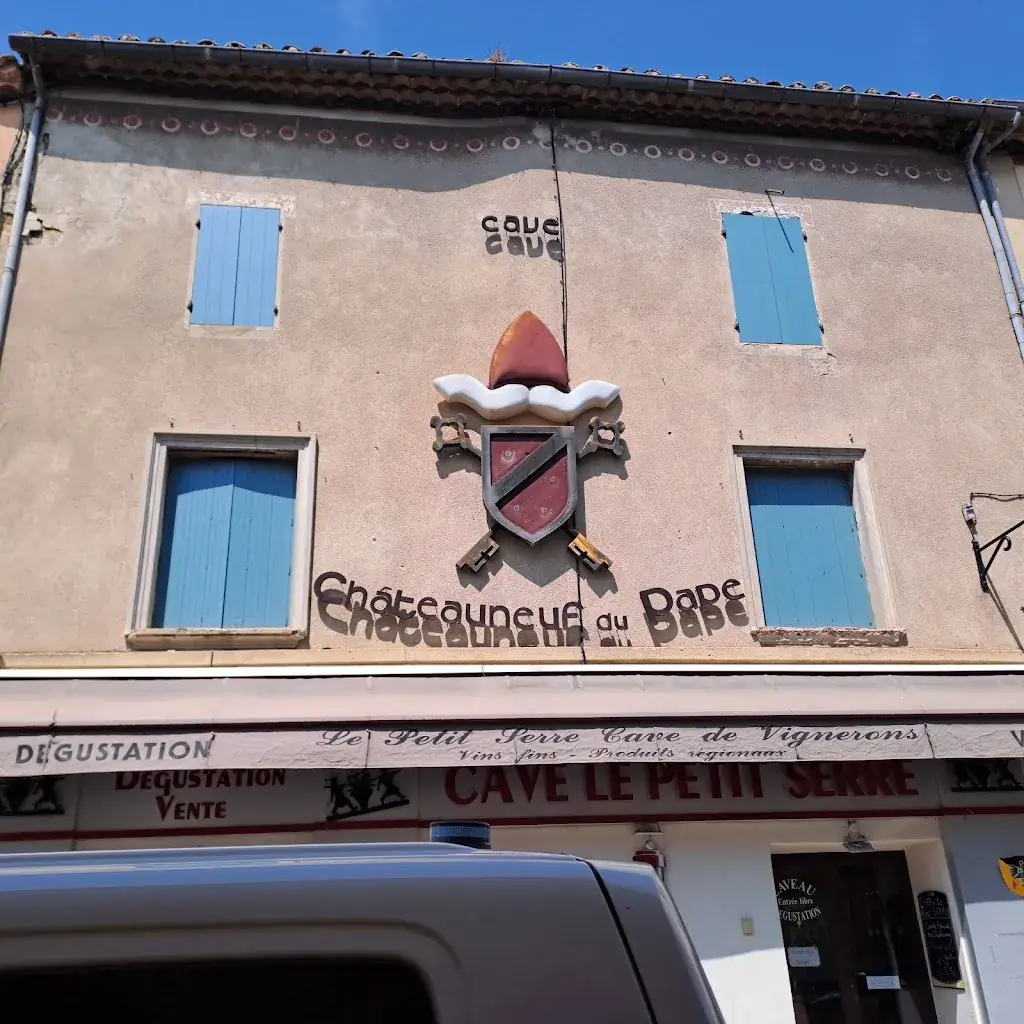 cave
Châteauneuf du Pape
DEGUSTATION
Le Petit Serre Cave de Vignerons
Vins fins - Produits régionaux
V
DEGUSTATION
VENTE
CAVE LE PETIT SERRE
CAVEAU
Entrée libre
DEGUSTATION